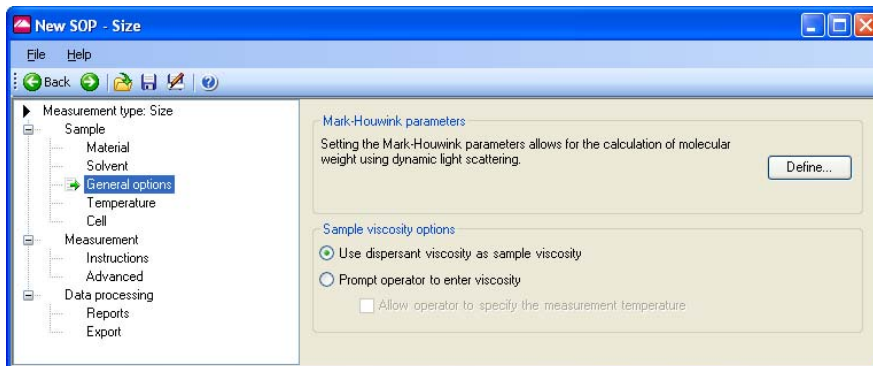 New SOP - Size
File Help
Back
Measurement type: Size
Sample
Material
Solvent
General options
Temperature
Cell
Measurement
Instructions
Advanced
Data processing
Reports
Export
Mark-Houwink parameters
Setting the Mark-Houwink parameters allows for the calculation of molecular
weight using dynamic light scattering.
Define...
Sample viscosity options
Use dispersant viscosity as sample viscosity
Prompt operator to enter viscosity
Allow operator to specify the measurement temperature